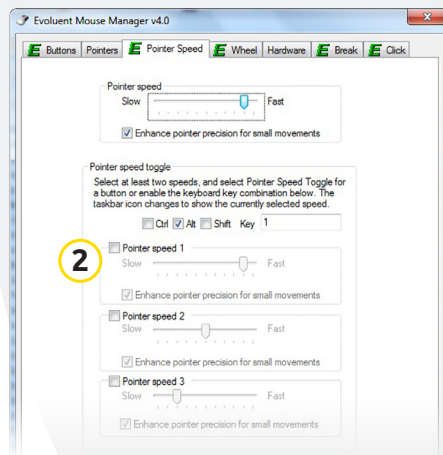 Evoluent Mouse Manager v4.0
Buttons Pointers Pointer Speed Wheel Hardware Break Click
Pointer speed
Slow Fast
Enhance pointer precision for small movements
Pointer speed toggle
Select at least two speeds, and select Pointer Speed Toggle for
a button or enable the keyboard key combination below. The
taskbar icon changes to show the currently selected speed.
Ctrl Alt Shift Key 1
2
Pointer speed 1
Slow Fast
Enhance pointer precision for small movements
Pointer speed 2
Slow Fast
Enhance pointer precision for small movements
Pointer speed 3
Slow Fast
Enhance pointer precision for small movements